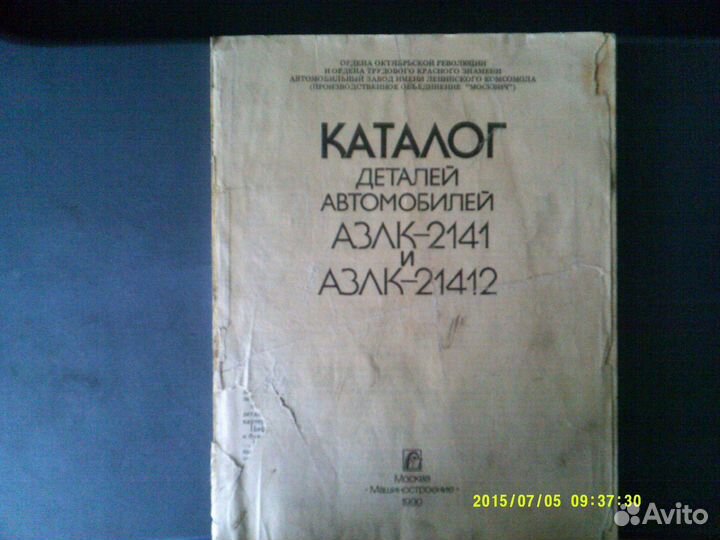 ОРДЕНА ОКТЯБРЬСКОЙ РЕВОЛЮЦИИ
И ОРДЕНА ТРУДОВОГО КРАСНОГО ЗНАМЕНИ
АВТОМОБИЛЬНЫЙ ЗАВОД ИМЕНИ ЛЕНИНСКОГО КОМСОМОЛА
(ПРОИЗВОДСТВЕННОЕ ОБЪЕДИНЕНИЕ "МОСКВИЧ")
КАТАЛОГ
ДЕТАЛЕЙ
АВТОМОБИЛЕЙ
АЗЛК-2141
И
АЗЛК-21412
Москва
«Машиностроение»
1990
2015/07/05 09:37:30
Avito